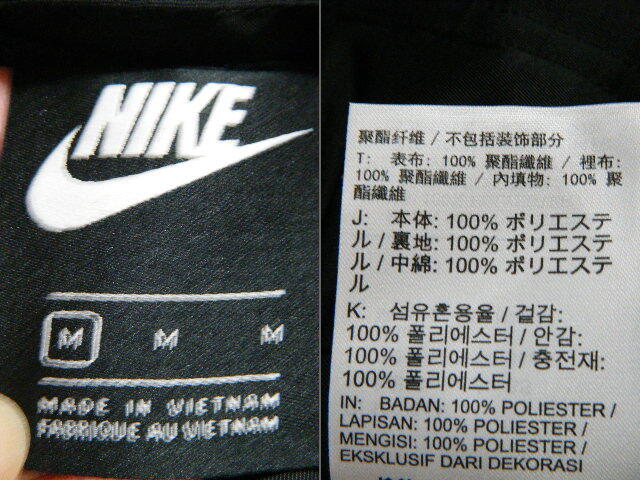 NIKE
M M M
MADE IN VIETNAM
FABRIQUE AU VIETNAM
聚酯纤维 / 不包括装饰部分
T: 表布: 100% 聚酯纖維 / 裡布:
100% 聚酯纖維 / 內填物: 100% 聚
酯纖維
J: 本体: 100% ポリエステ
ル / 裏地: 100% ポリエステ
ル / 中綿: 100% ポリエステ
ル
K: 섬유혼용율 / 겉감:
100% 폴리에스터 / 안감:
100% 폴리에스터 / 충전재:
100% 폴리에스터
IN: BADAN: 100% POLIESTER /
LAPISAN: 100% POLIESTER /
MENGISI: 100% POLIESTER /
EKSKLUSIF DARI DEKORASI